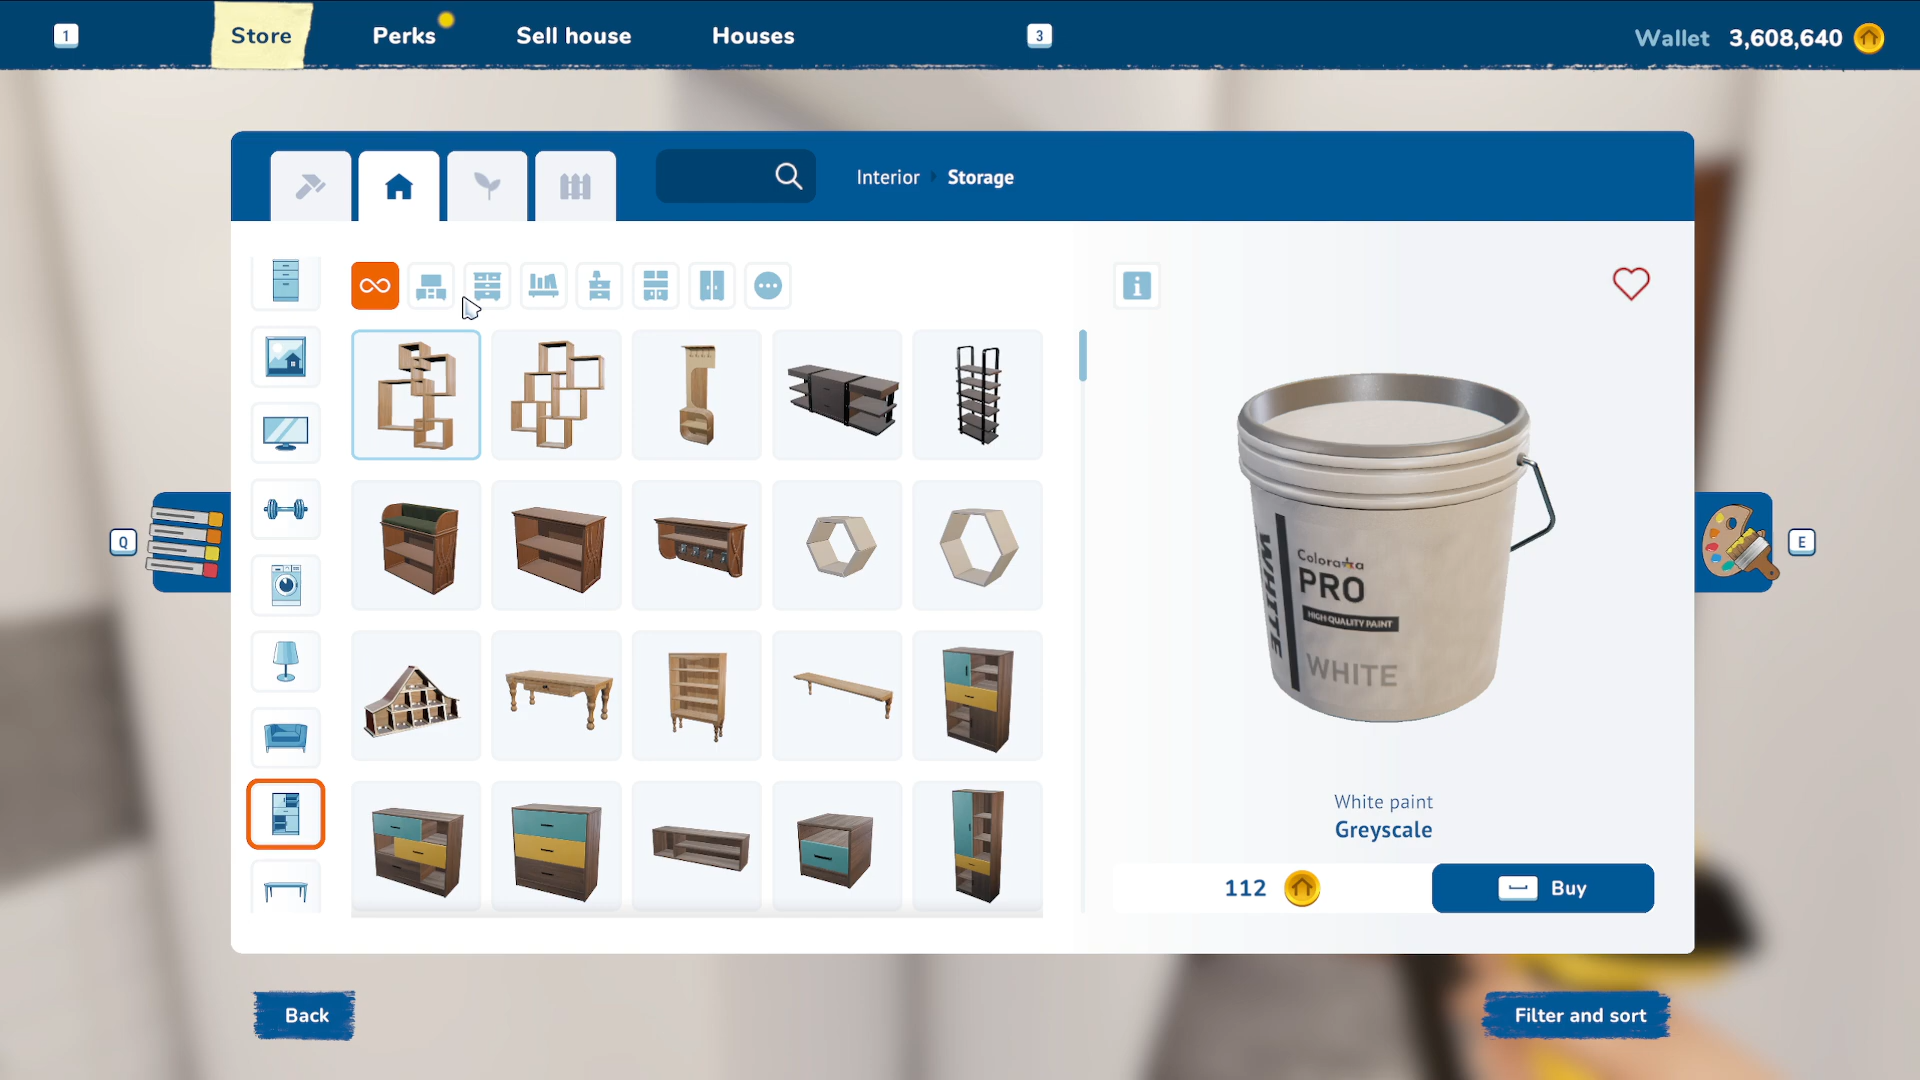 1
Store
Perks
Sell house
Houses
3
Wallet 3,608,640
Interior
Storage
Q
E
WHITE
Coloratka
PRO
HIGH QUALITY PAINT
WHITE
White paint
Greyscale
112
Buy
Back
Filter and sort